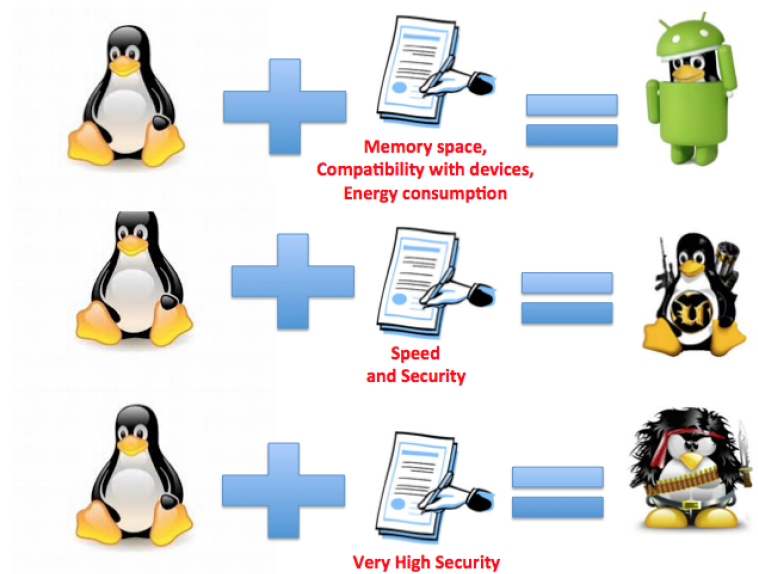 Memory space,
Compatibility with devices,
Energy consumption
Speed
and Security
Very High Security